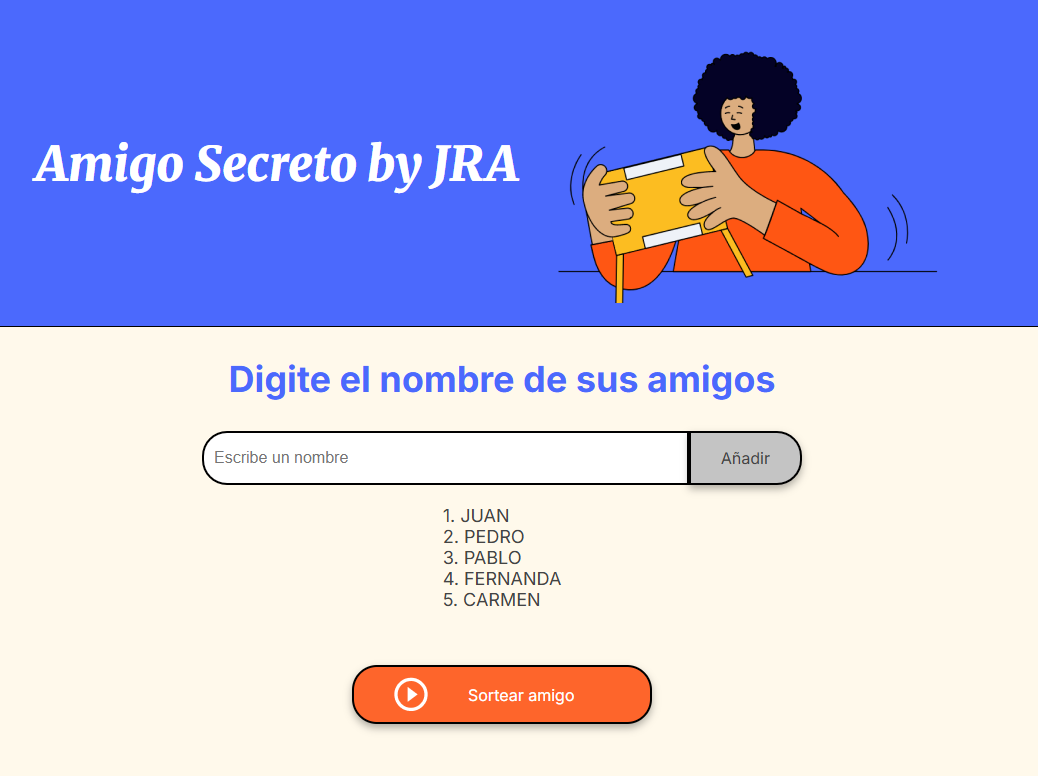 Amigo Secreto by JRA
Digite el nombre de sus amigos
Escribe un nombre
Añadir
1. JUAN
2. PEDRO
3. PABLO
4. FERNANDA
5. CARMEN
Sortear amigo